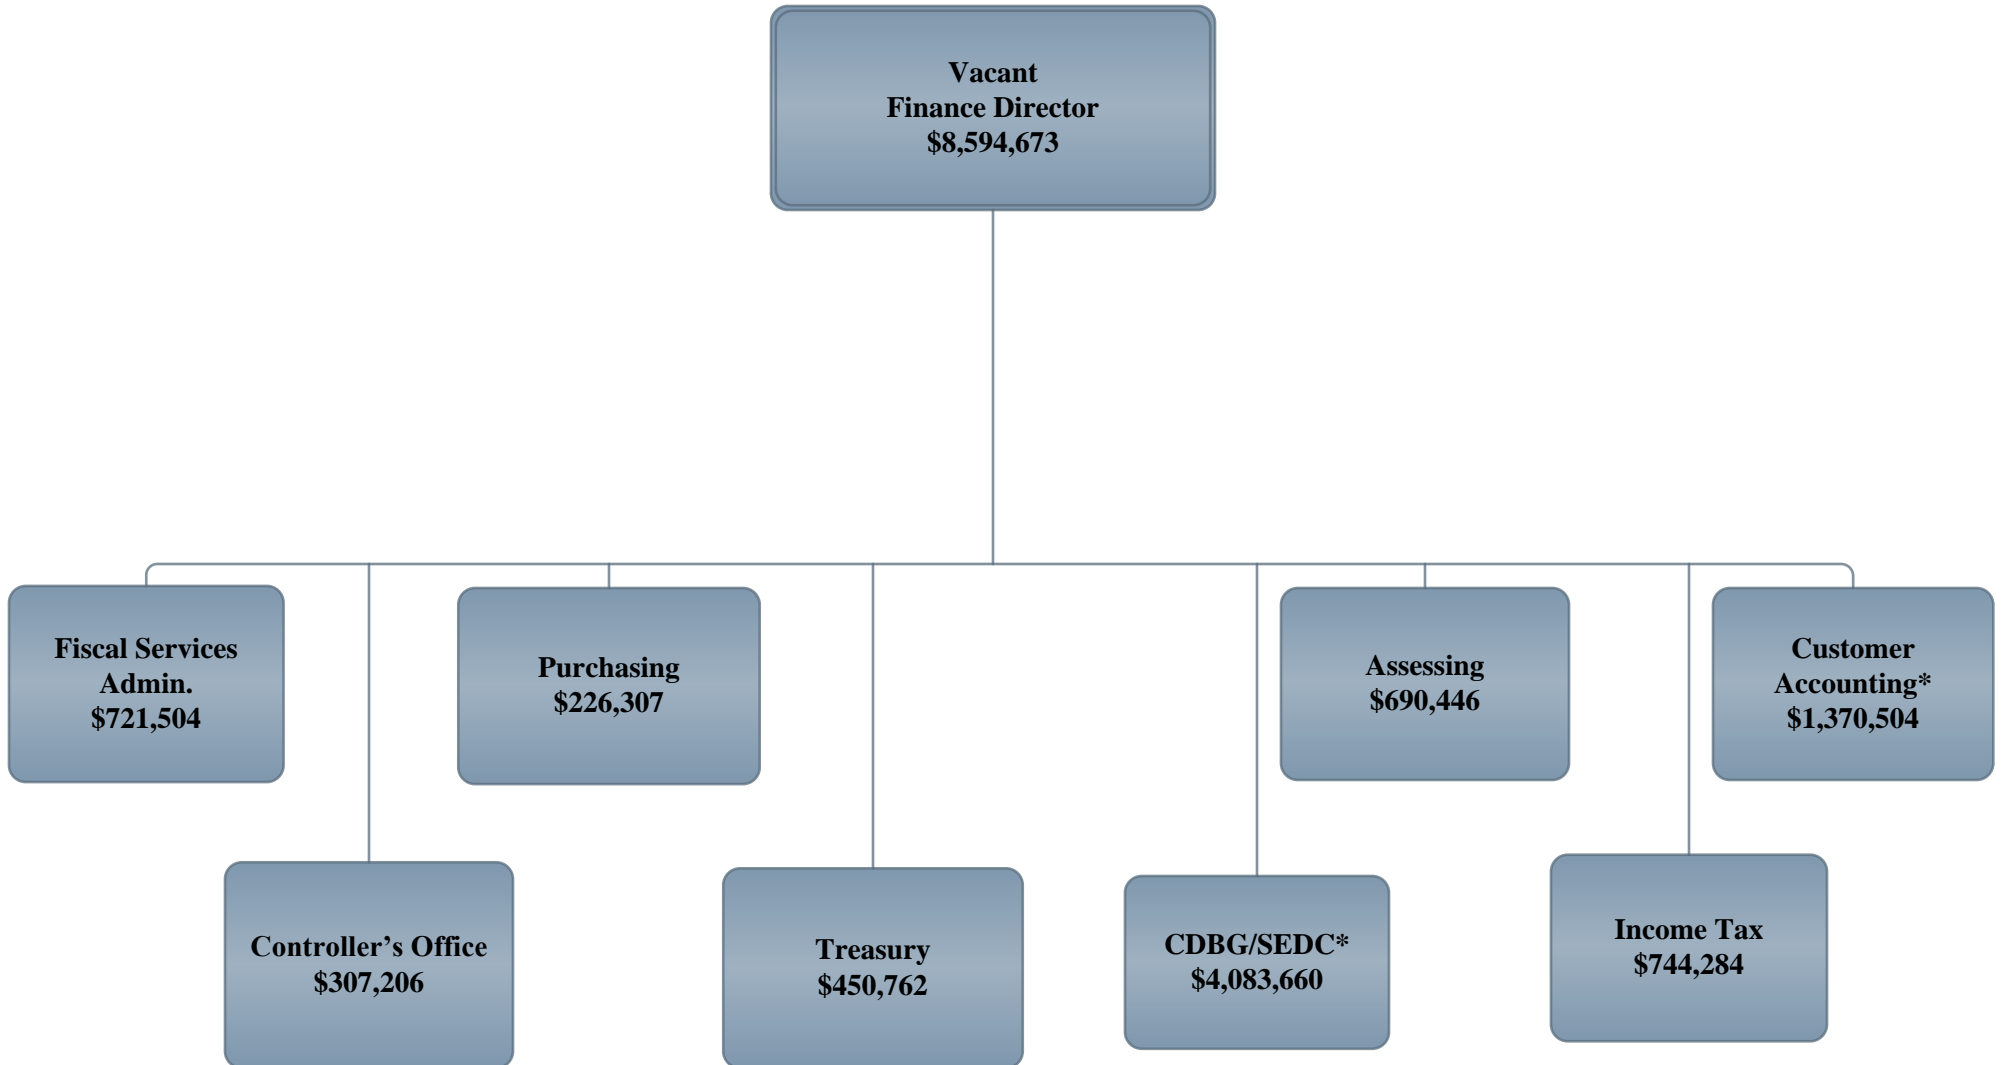 Vacant
Finance Director
$8,594,673
Fiscal Services
Admin.
$721,504
Purchasing
$226,307
Assessing
$690,446
Customer
Accounting*
$1,370,504
Controller’s Office
$307,206
Treasury
$450,762
CDBG/SEDC*
$4,083,660
Income Tax
$744,284